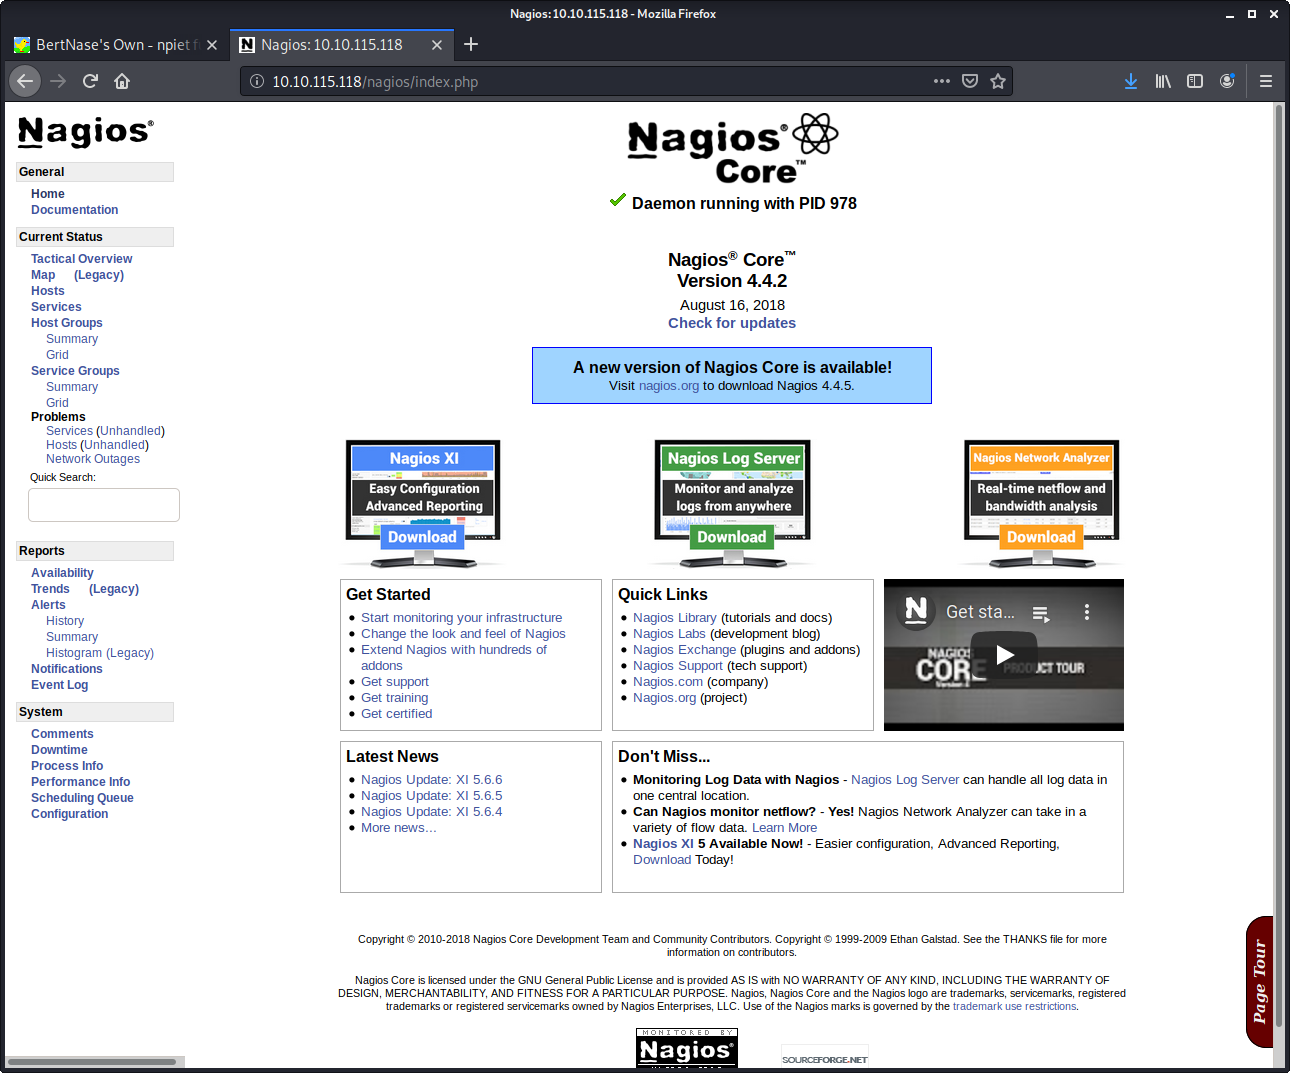 Nagios: 10.10.115.118 - Mozilla Firefox
BertNase's Own - npiet f
Nagios: 10.10.115.118
10.10.115.118/nagios/index.php
Nagios®
General
Home
Documentation
Current Status
Tactical Overview
Map (Legacy)
Hosts
Services
Host Groups
Summary
Grid
Service Groups
Summary
Grid
Problems
Services (Unhandled)
Hosts (Unhandled)
Network Outages
Quick Search:
Reports
Availability
Trends (Legacy)
Alerts
History
Summary
Histogram (Legacy)
Notifications
Event Log
System
Comments
Downtime
Process Info
Performance Info
Scheduling Queue
Configuration
Nagios®
Core™
Daemon running with PID 978
Nagios® Core™
Version 4.4.2
August 16, 2018
Check for updates
A new version of Nagios Core is available!
Visit nagios.org to download Nagios 4.4.5.
Nagios XI
Easy Configuration
Advanced Reporting
Download
Nagios Log Server
Monitor and analyze
logs from anywhere
Download
Nagios Network Analyzer
Real-time netflow and
bandwidth analysis
Download
Get Started
Start monitoring your infrastructure
Change the look and feel of Nagios
Extend Nagios with hundreds of
addons
Get support
Get training
Get certified
Quick Links
Nagios Library (tutorials and docs)
Nagios Labs (development blog)
Nagios Exchange (plugins and addons)
Nagios Support (tech support)
Nagios.com (company)
Nagios.org (project)
N
Get sta...
NAGIOS
CORE PRODUCT TOUR
Latest News
Nagios Update: XI 5.6.6
Nagios Update: XI 5.6.5
Nagios Update: XI 5.6.4
More news...
Don't Miss...
Monitoring Log Data with Nagios - Nagios Log Server can handle all log data in
one central location.
Can Nagios monitor netflow? - Yes! Nagios Network Analyzer can take in a
variety of flow data. Learn More
Nagios XI 5 Available Now! - Easier configuration, Advanced Reporting,
Download Today!
Page Tour
Copyright © 2010-2018 Nagios Core Development Team and Community Contributors. Copyright © 1999-2009 Ethan Galstad. See the THANKS file for more
information on contributors.
Nagios Core is licensed under the GNU General Public License and is provided AS IS with NO WARRANTY OF ANY KIND, INCLUDING THE WARRANTY OF
DESIGN, MERCHANTABILITY, AND FITNESS FOR A PARTICULAR PURPOSE. Nagios, Nagios Core and the Nagios logo are trademarks, servicemarks, registered
trademarks or registered servicemarks owned by Nagios Enterprises, LLC. Use of the Nagios marks is governed by the trademark use restrictions.
MONITORED BY
Nagios®
SOURCEFORGE.NET